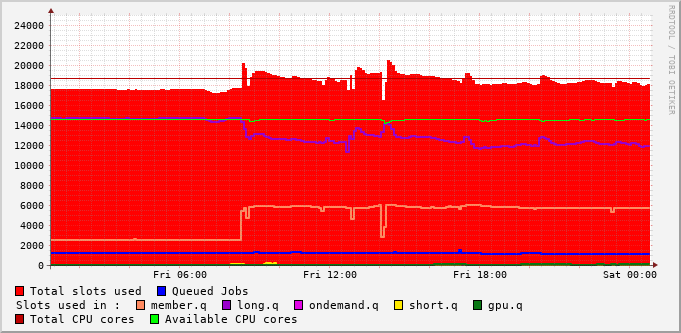 RRDTOOL / TOBI OETIKER
24000
22000
20000
18000
16000
14000
12000
10000
8000
6000
4000
2000
0
Fri 06:00 Fri 12:00 Fri 18:00 Sat 00:00
Total slots used Queued Jobs
Slots used in : member.q long.q ondemand.q short.q gpu.q
Total CPU cores Available CPU cores